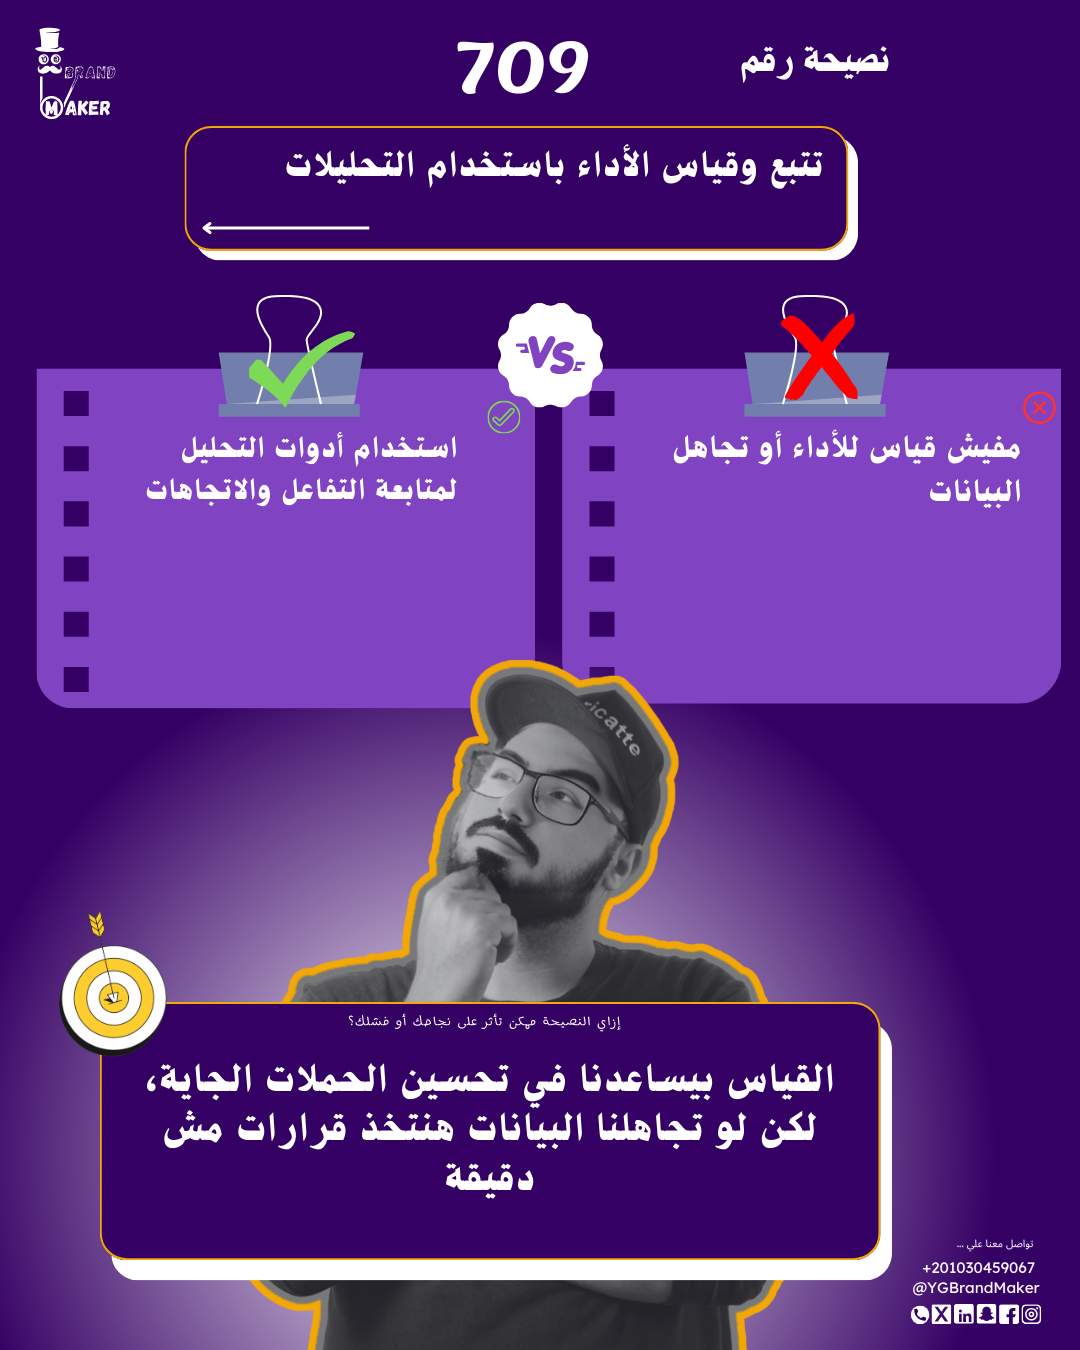 BRAND
MAKER
نصيحة رقم
709
تتبع وقياس الأداء باستخدام التحليلات
VS
مفيش قياس للأداء أو تجاهل
البيانات
استخدام أدوات التحليل
لمتابعة التفاعل والاتجاهات
icatte
إزاي النصيحة ممكن تأثر على نجاحك أو فشلك؟
القياس بيساعدنا في تحسين الحملات الجاية،
لكن لو تجاهلنا البيانات هنتخذ قرارات مش
دقيقة
تواصل معنا علي ...
+201030459067
@YGBrandMaker